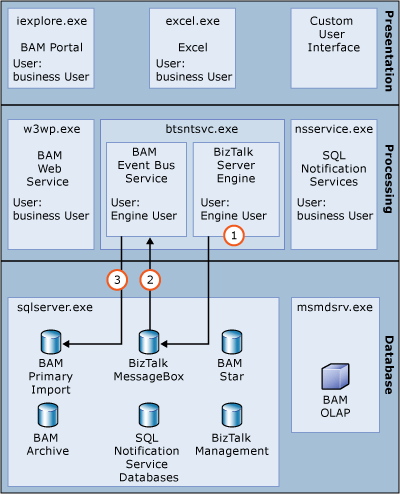 iexplore.exe
BAM Portal
User:
business User
excel.exe
Excel
User:
business User
Custom
User
Interface
Presentation
w3wp.exe
BAM
Web
Service
User:
business User
btsntsvc.exe
BAM
Event Bus
Service
User:
Engine User
BizTalk
Server
Engine
User:
Engine User
1
nsservice.exe
SQL
Notification
Services
User:
business User
Processing
3
2
sqlserver.exe
BAM
Primary
Import
BizTalk
MessageBox
BAM
Star
BAM
Archive
SQL
Notification
Service
Databases
BizTalk
Management
msmdsrv.exe
BAM
OLAP
Database